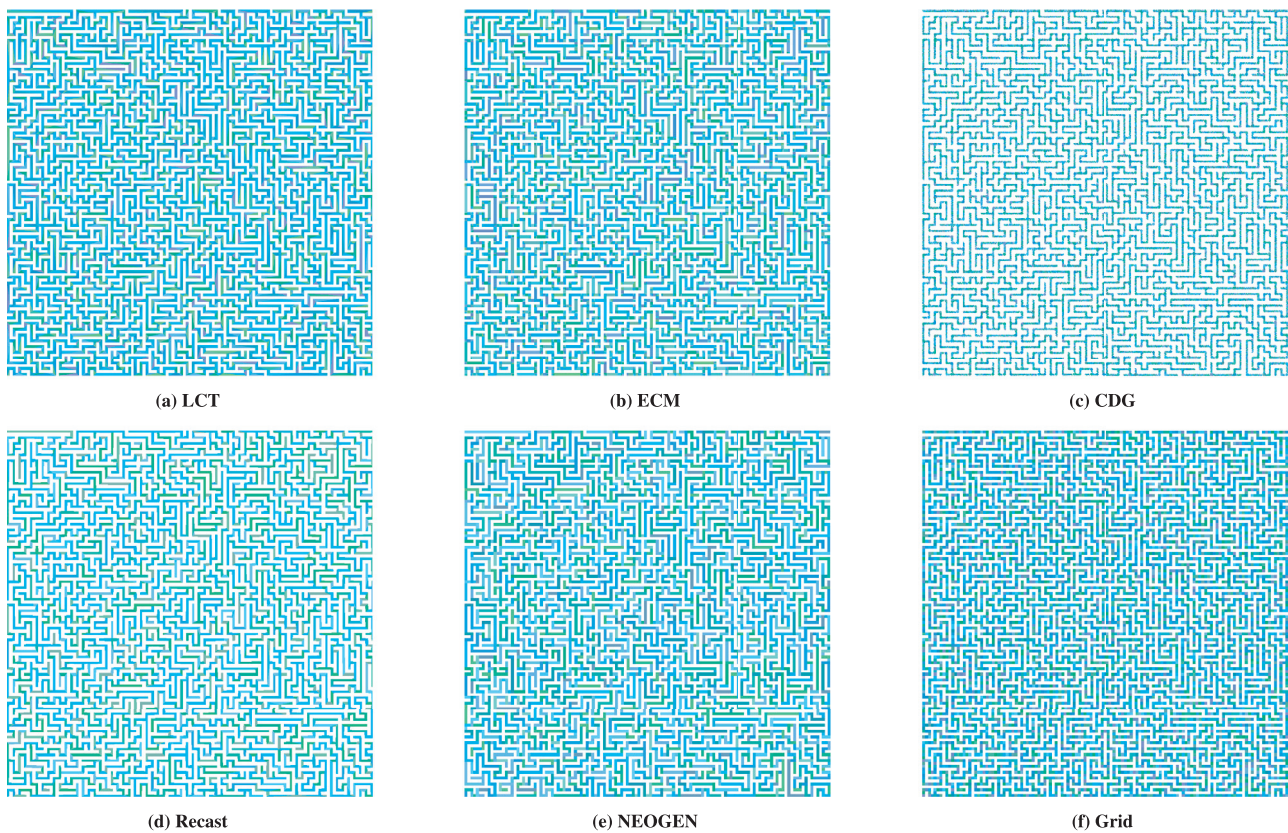 (a) LCT
(b) ECM
(c) CDG
(d) Recast
(e) NEOGEN
(f) Grid